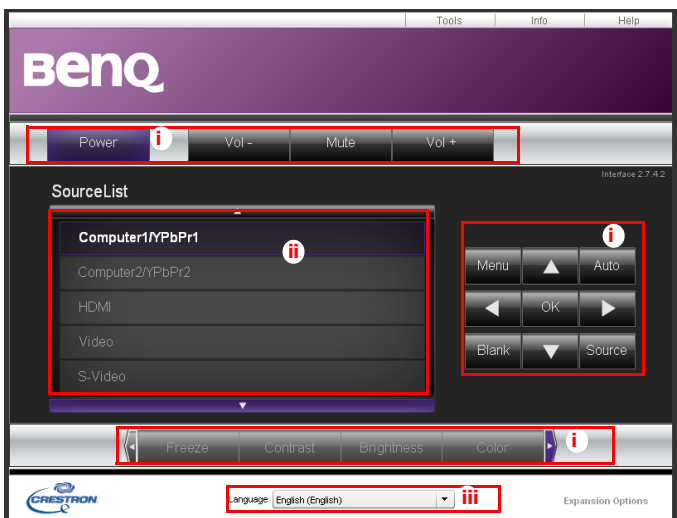 Tools Info Help
BenQ
Power i Vol - Mute Vol +
Interface 2.7.4.2
SourceList
Computer1/YPbPr1
Computer2/YPbPr2
HDMI
Video
S-Video
ii
i
Menu Auto
OK
Blank Source
Freeze Contrast Brightness Color i
CRESTRON Language English (English) iii Expansion Options